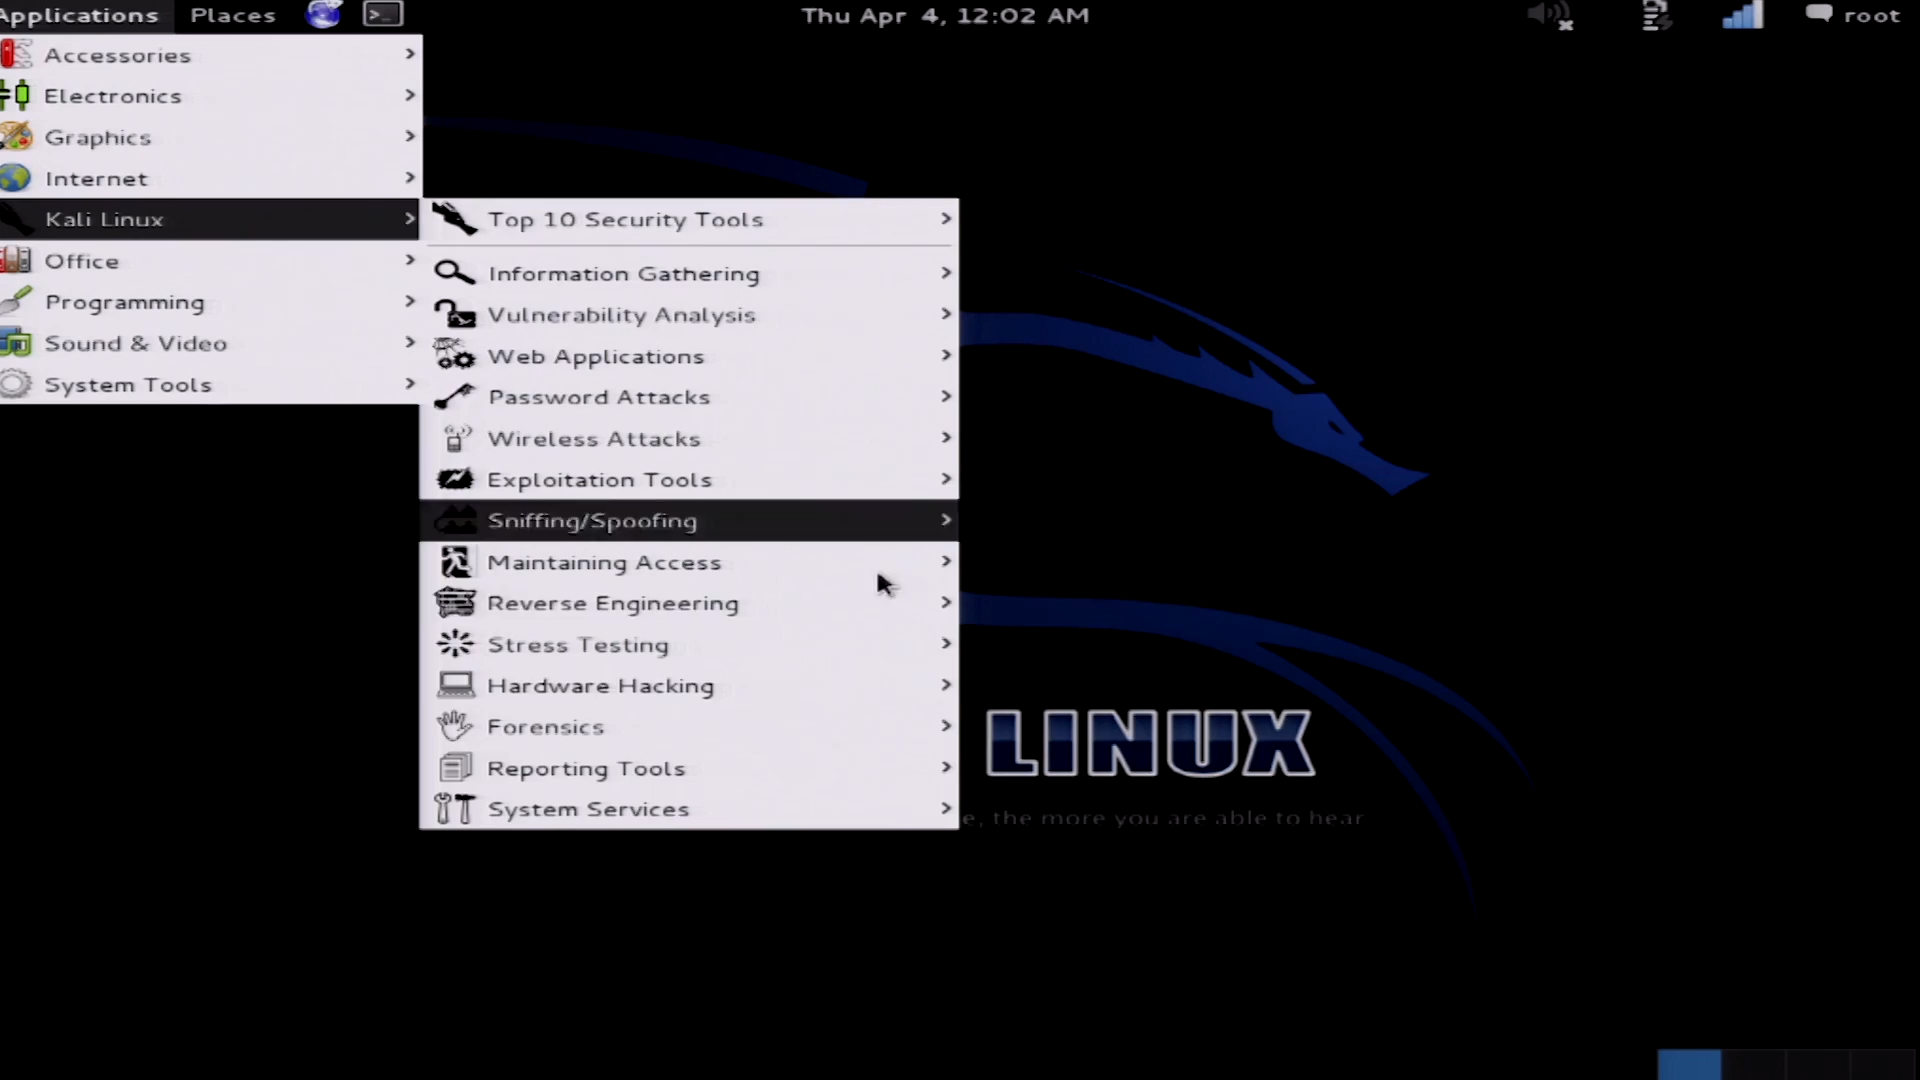 Applications Places Thu Apr 4, 12:02 AM root
Accessories
Electronics
Graphics
Internet
Kali Linux
Office
Programming
Sound & Video
System Tools
Top 10 Security Tools
Information Gathering
Vulnerability Analysis
Web Applications
Password Attacks
Wireless Attacks
Exploitation Tools
Sniffing/Spoofing
Maintaining Access
Reverse Engineering
Stress Testing
Hardware Hacking
Forensics
Reporting Tools
System Services
LINUX
e, the more you are able to hear